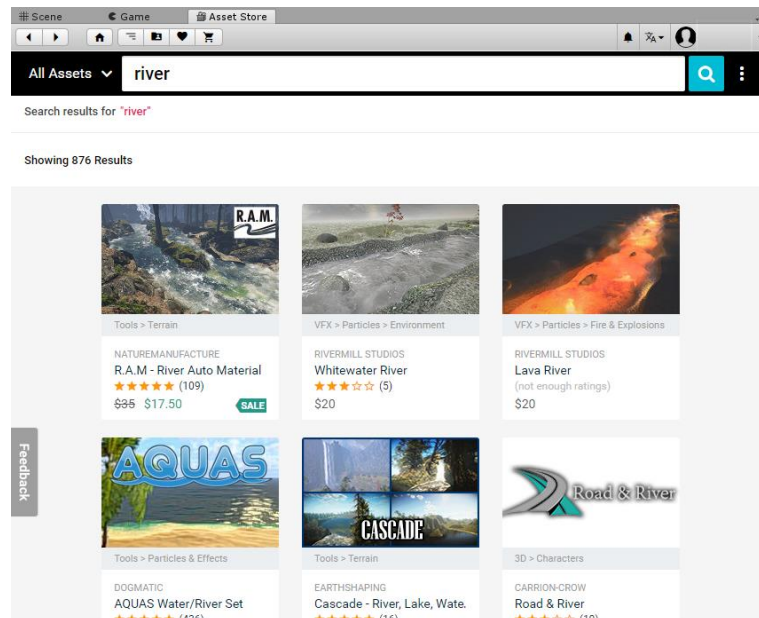 Scene Game Asset Store
All Assets river
Search results for "river"
Showing 876 Results
R.A.M.
Tools > Terrain VFX > Particles > Environment VFX > Particles > Fire & Explosions
NATUREMANUFACTURE RIVERMILL STUDIOS RIVERMILL STUDIOS
R.A.M - River Auto Material Whitewater River Lava River
(109) (5) (not enough ratings)
$35 $17.50 SALE $20 $20
Feedback
AQUAS CASCADE Road & River
Tools > Particles & Effects Tools > Terrain 3D > Characters
DOGMATIC EARTHSHAPING CARRION-CROW
AQUAS Water/River Set Cascade - River, Lake, Wate. Road & River